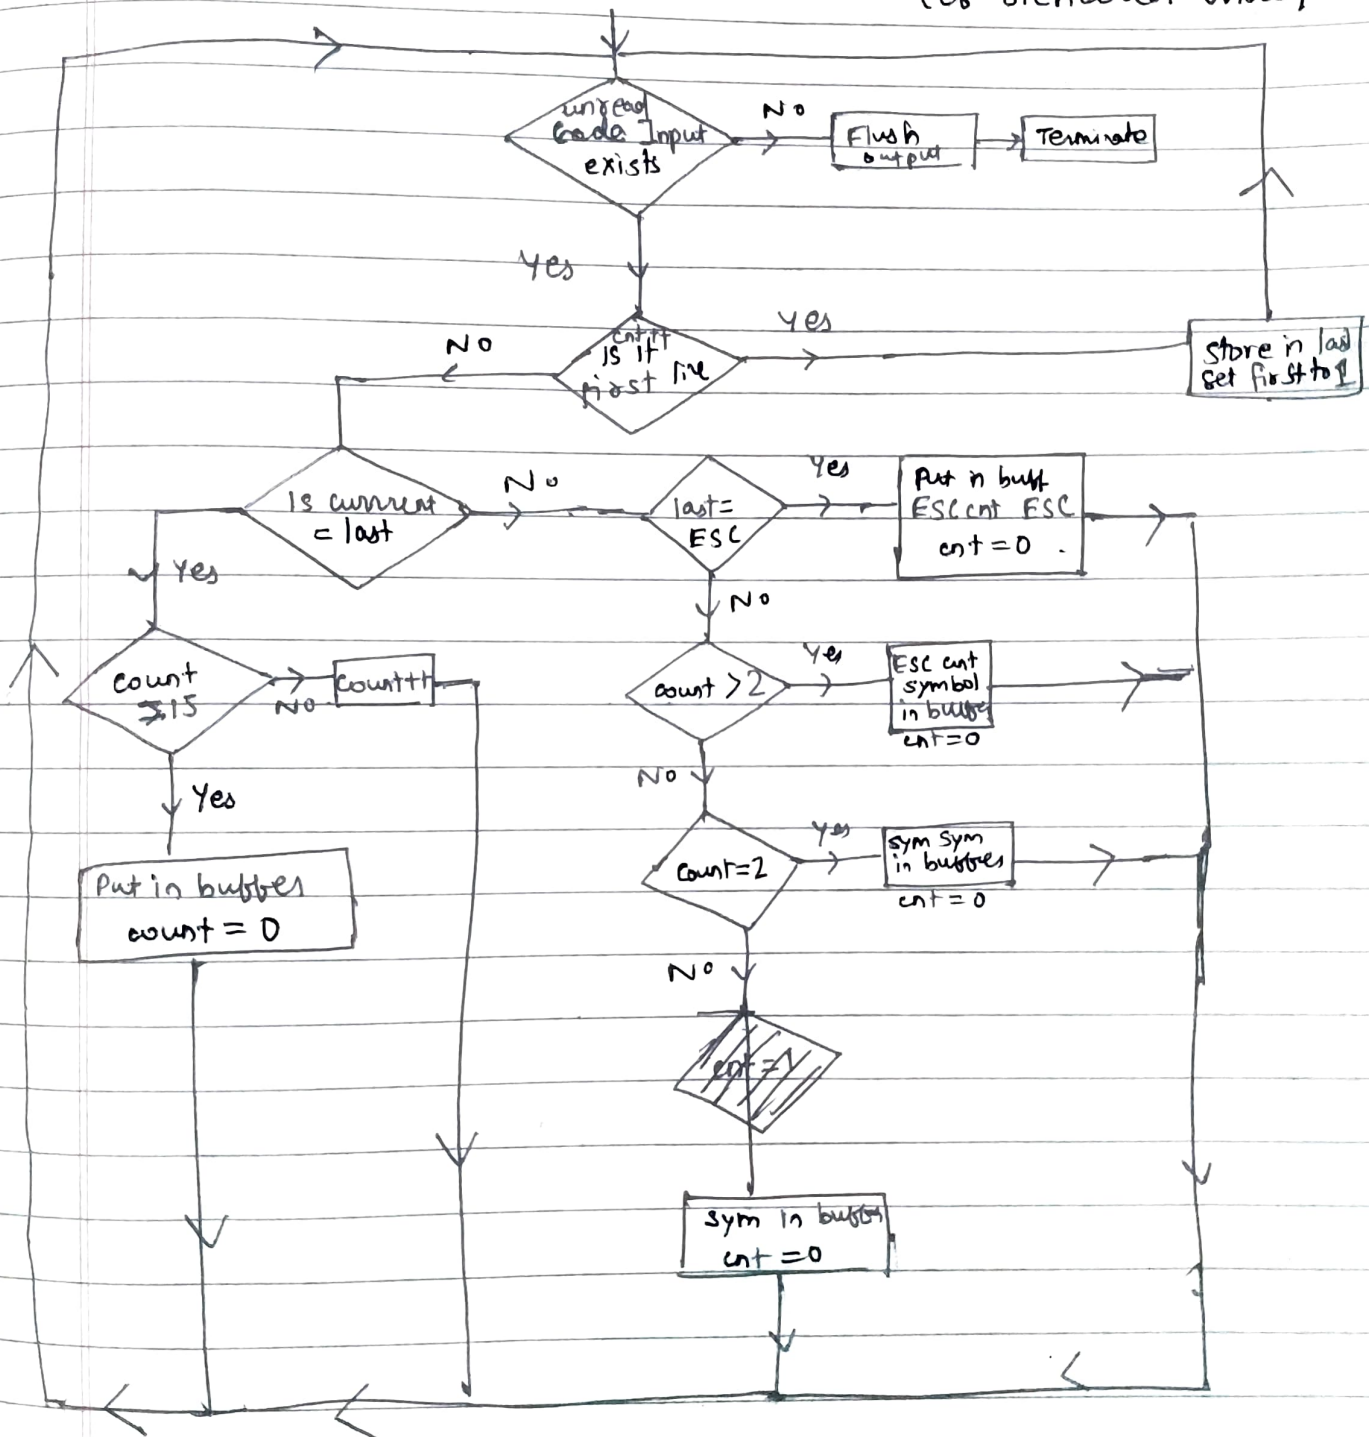 unread
Code Input
exists
No
Flush
output
Terminate
Yes
cnt++
is it
first line
No
Yes
store in last
set first to 1
Is current
= last
No
last =
ESC
Yes
Put in buff
ESC cnt ESC
cnt = 0
Yes
No
count
≥ 15
No
count++
count > 2
Yes
ESC cnt
symbol
in buffer
cnt = 0
Yes
No
Put in buffer
count = 0
count = 2
Yes
sym sym
in buffer
cnt = 0
No
sym in buffer
cnt = 0